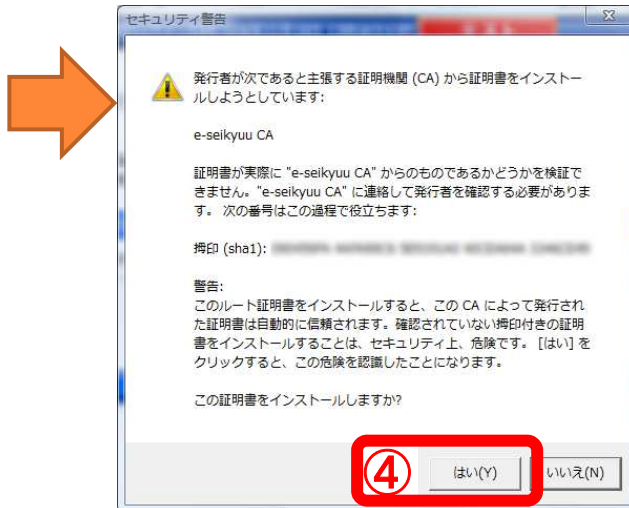 セキュリティ警告
発行者が次であると主張する証明機関 (CA) から証明書をインストー
ルしようとしています:
e-seikyuu CA
証明書が実際に "e-seikyuu CA" からのものであるかどうかを検証で
きません。"e-seikyuu CA" に連絡して発行者を確認する必要がありま
す。 次の番号はこの過程で役立ちます:
拇印 (sha1):
警告:
このルート証明書をインストールすると、この CA によって発行され
た証明書は自動的に信頼されます。確認されていない拇印付きの証明
書をインストールすることは、セキュリティ上、危険です。 [はい] を
クリックすると、この危険を認識したことになります。
この証明書をインストールしますか?
④ はい(Y) いいえ(N)